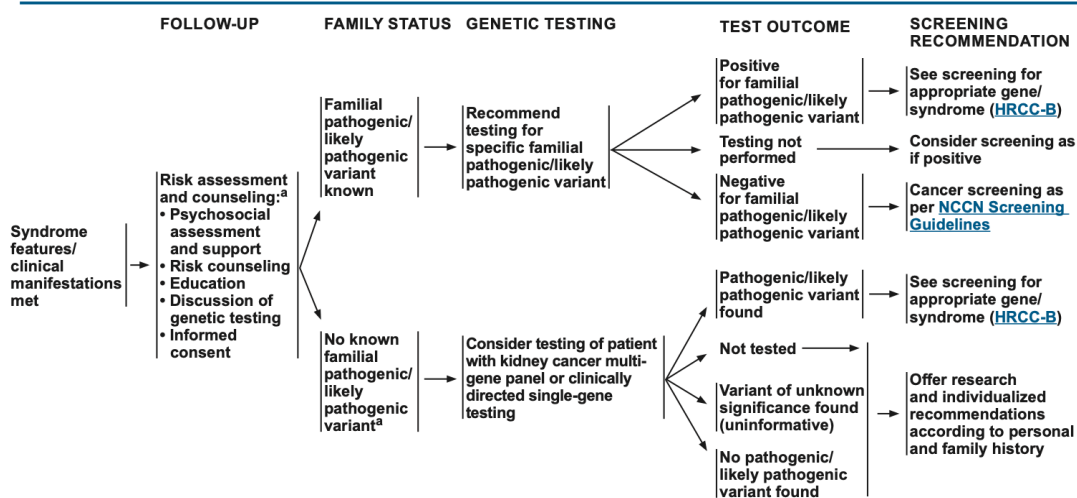 FOLLOW-UP
FAMILY STATUS
GENETIC TESTING
TEST OUTCOME
SCREENING
RECOMMENDATION
Syndrome
features/
clinical
manifestations
met
Risk assessment
and counseling:a
• Psychosocial
assessment
and support
• Risk counseling
• Education
• Discussion of
genetic testing
• Informed
consent
Familial
pathogenic/
likely
pathogenic
variant
known
Recommend
testing for
specific familial
pathogenic/likely
pathogenic variant
Positive
for familial
pathogenic/likely
pathogenic variant
See screening for
appropriate gene/
syndrome (HRCC-B)
Testing not
performed
Consider screening as
if positive
Negative
for familial
pathogenic/likely
pathogenic variant
Cancer screening as
per NCCN Screening
Guidelines
No known
familial
pathogenic/
likely
pathogenic
varianta
Consider testing of patient
with kidney cancer multi-
gene panel or clinically
directed single-gene
testing
Pathogenic/likely
pathogenic variant
found
See screening for
appropriate gene/
syndrome (HRCC-B)
Not tested
Variant of unknown
significance found
(uninformative)
No pathogenic/
likely pathogenic
variant found
Offer research
and individualized
recommendations
according to personal
and family history